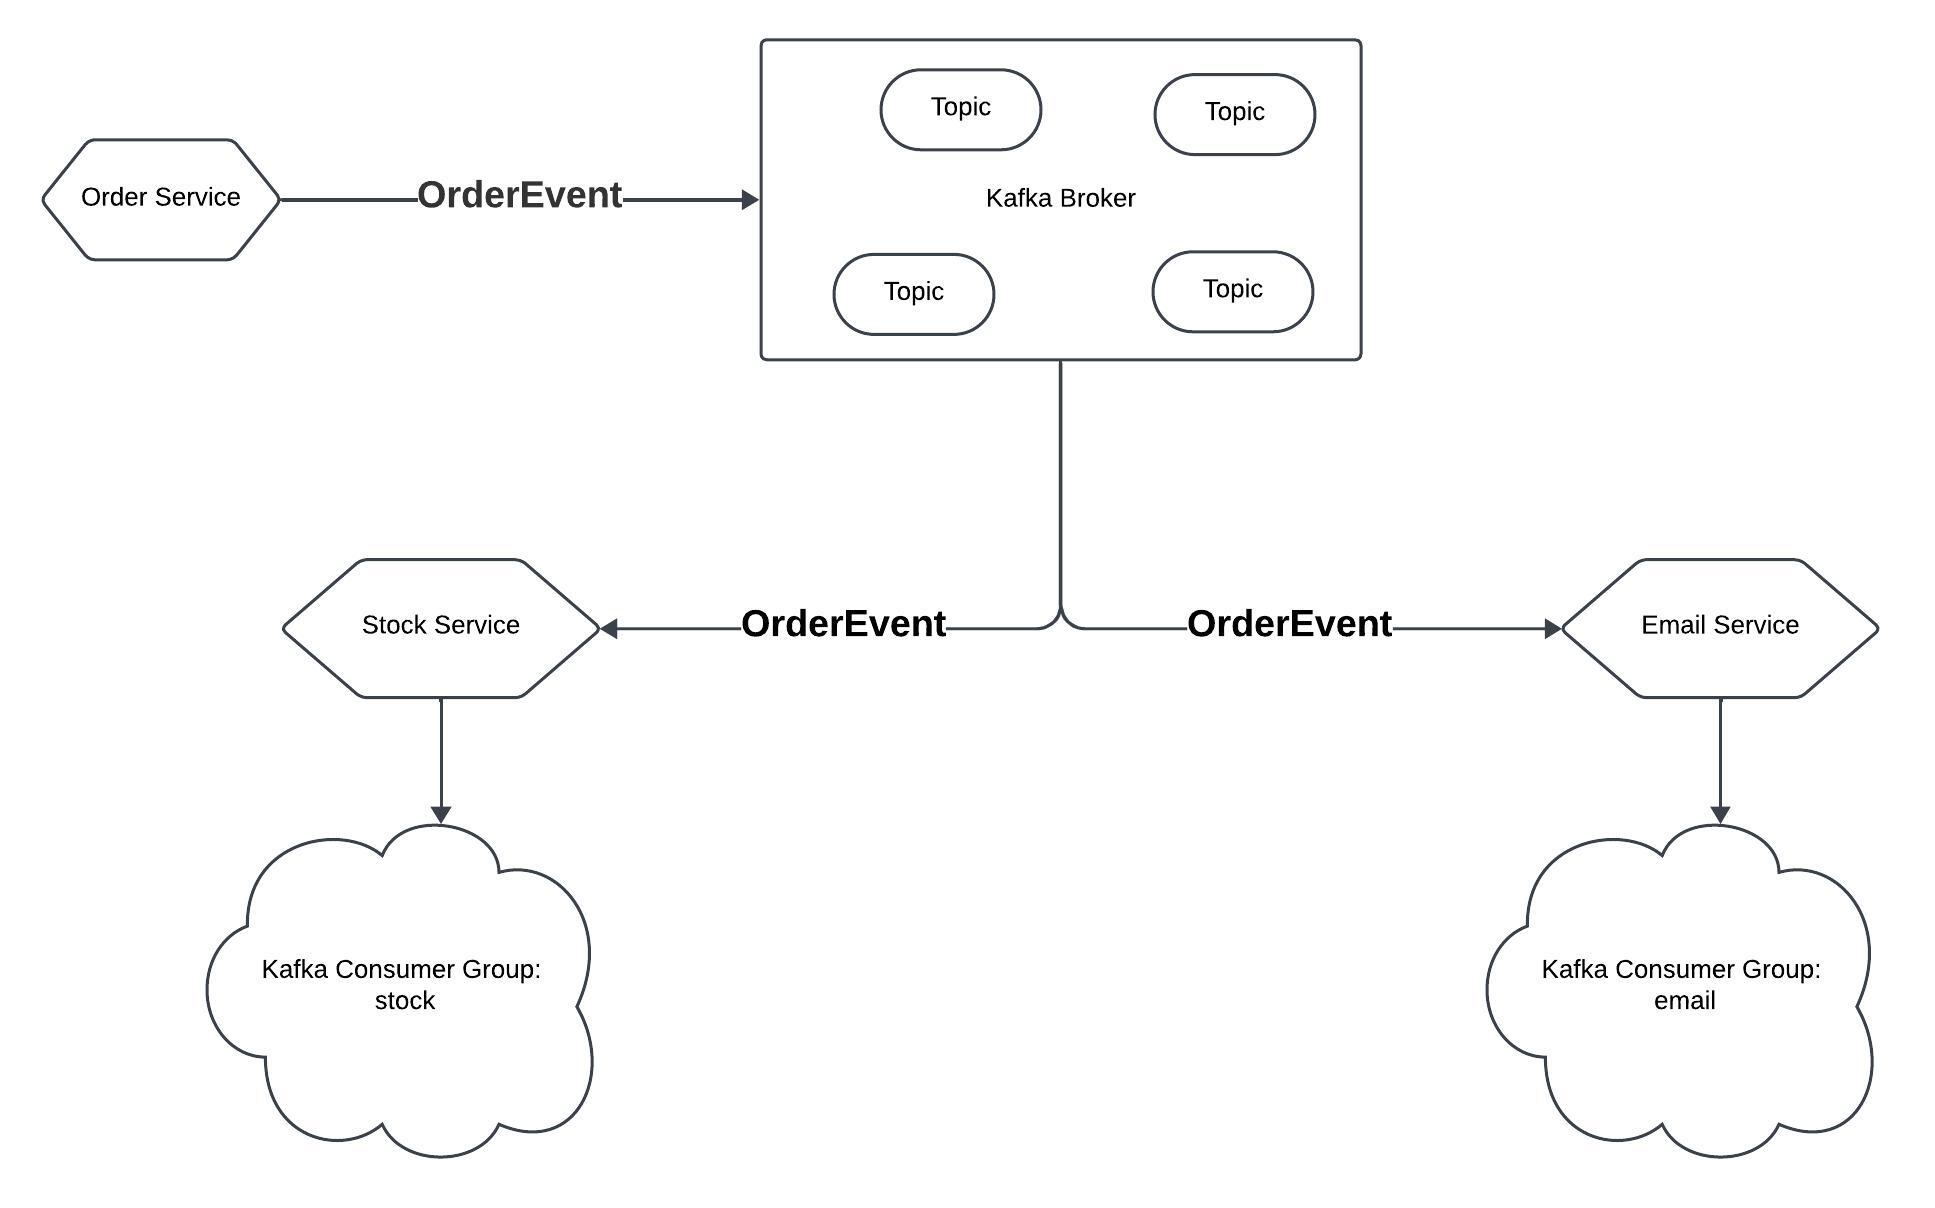 Topic
Topic
Order Service
OrderEvent
Kafka Broker
Topic
Topic
Stock Service
OrderEvent
OrderEvent
Email Service
Kafka Consumer Group:
stock
Kafka Consumer Group:
email